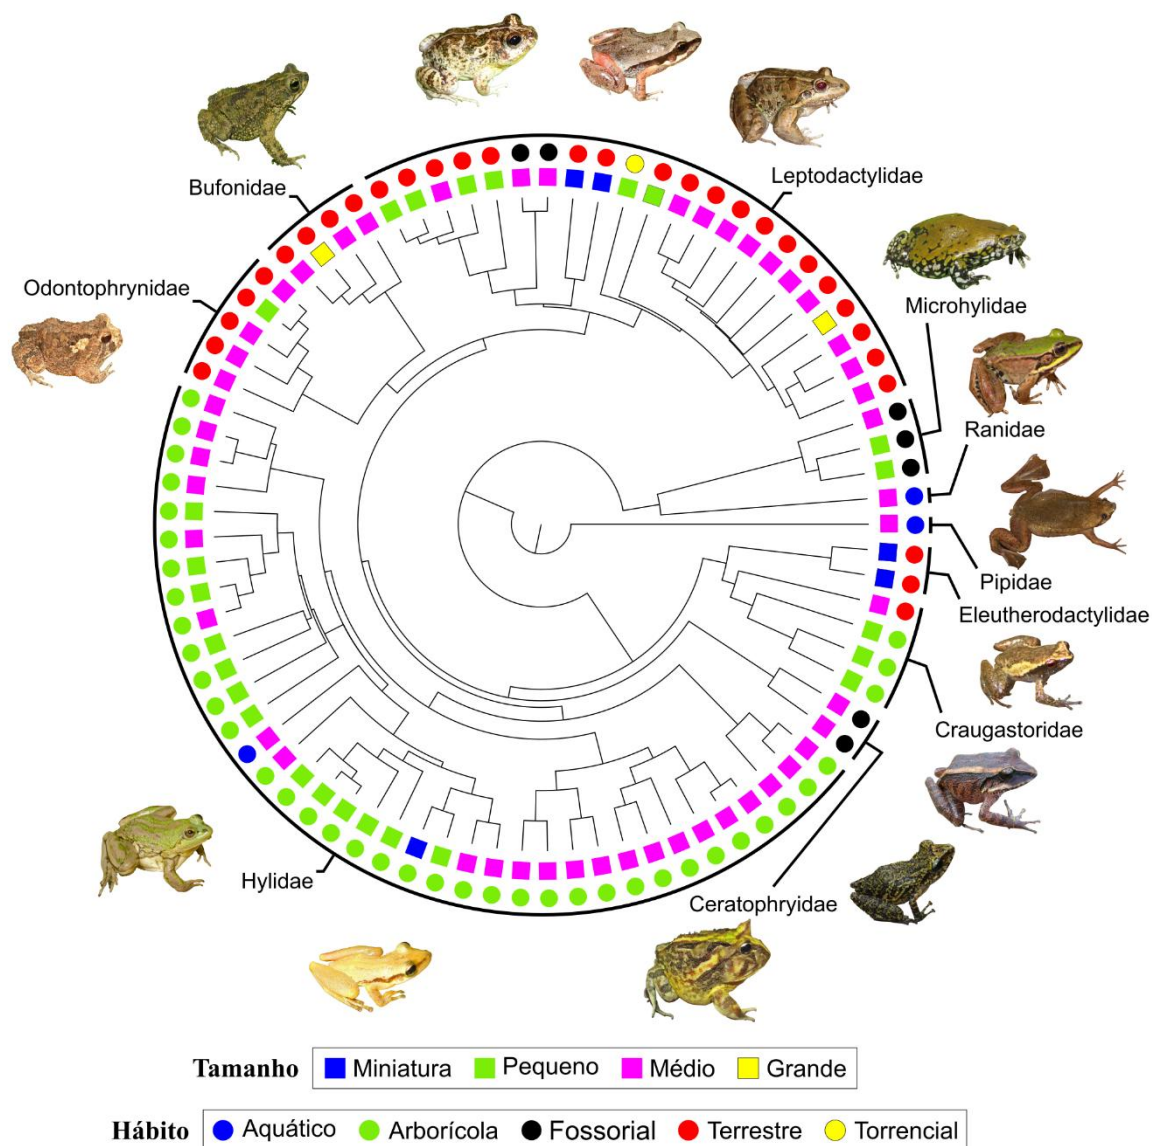 Bufonidae
Leptodactylidae
Odontophrynidae
Microhylidae
Ranidae
Pipidae
Eleutherodactylidae
Craugastoridae
Hylidae
Ceratophryidae
Tamanho Miniatura Pequeno Médio Grande
Hábito Aquático Arborícola Fossorial Terrestre Torrencial